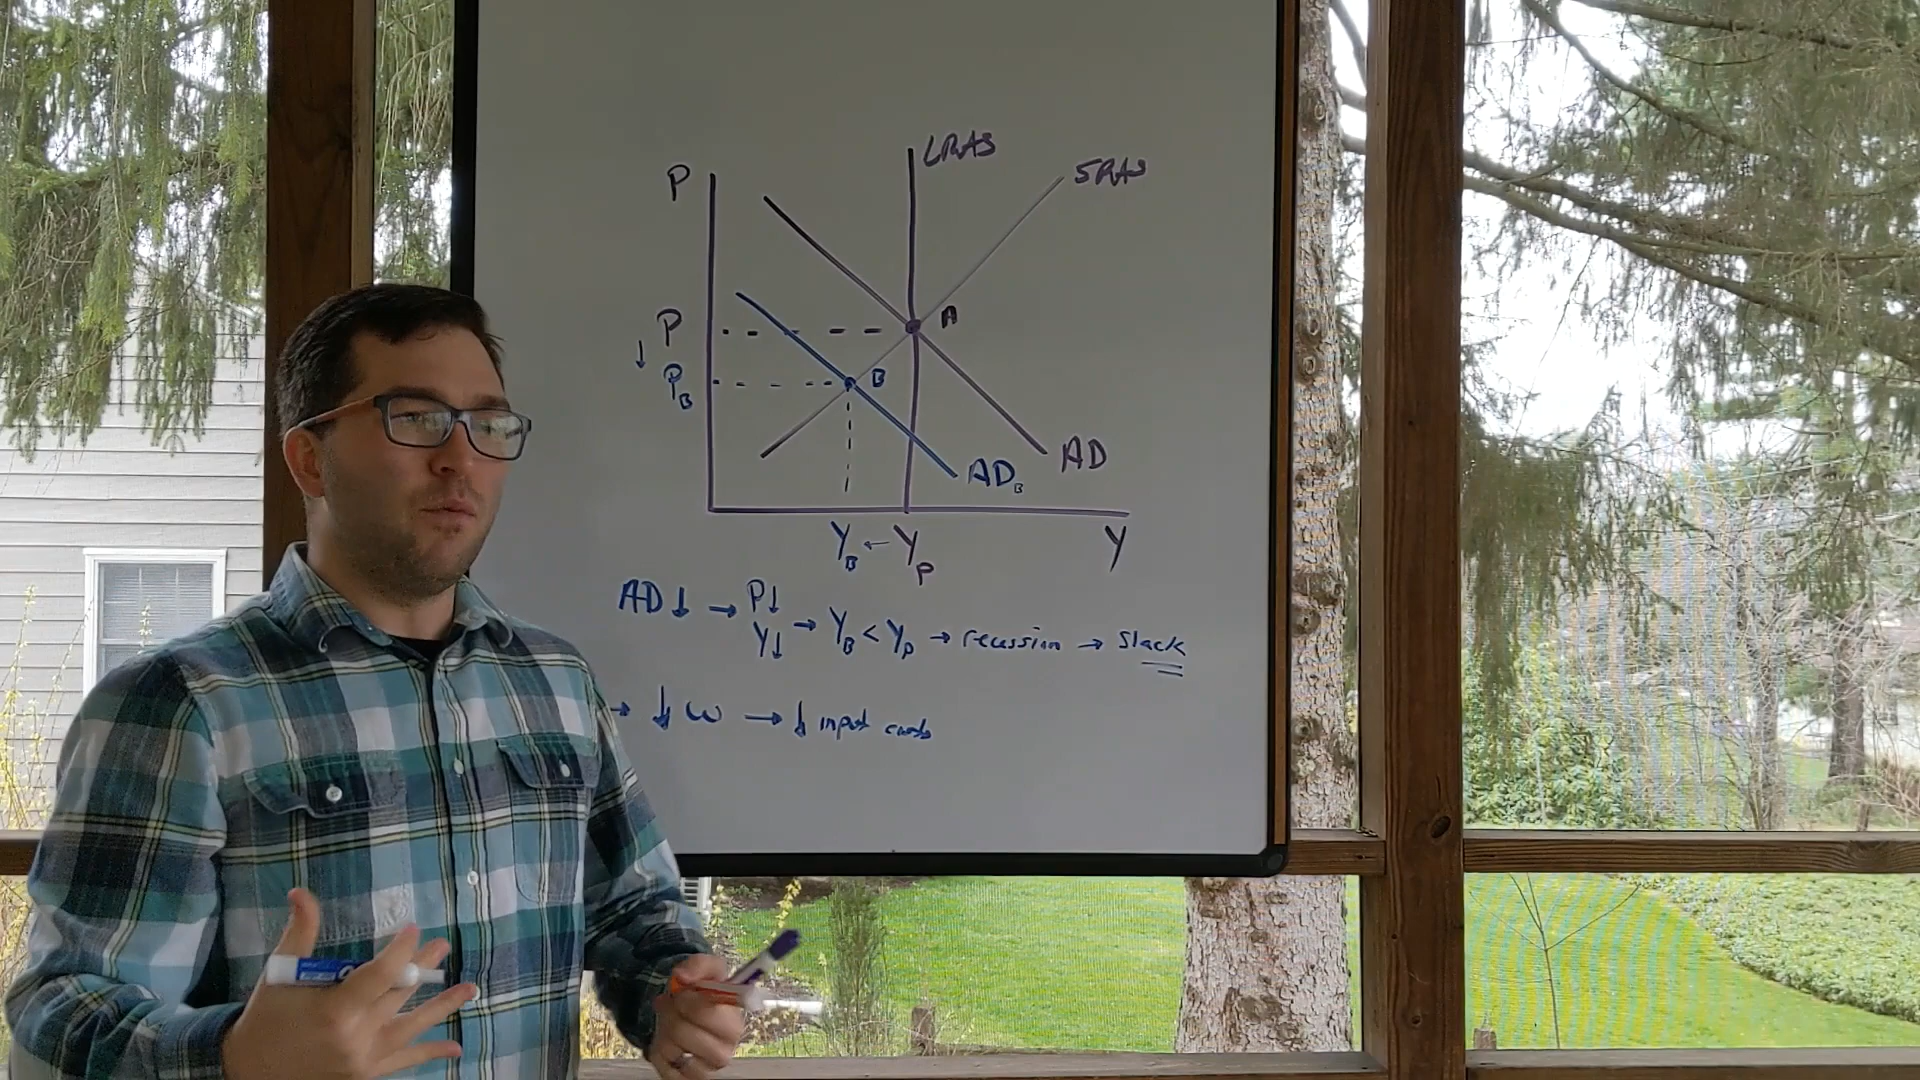 LRAS
SRAS
P
P
A
↓
P_B
B
AD
AD_B
Y_B ← Y_P
Y
AD ↓ → P↓
Y↓ → Y_B < Y_P → recession → Slack
→ ↓ w → ↓ input costs